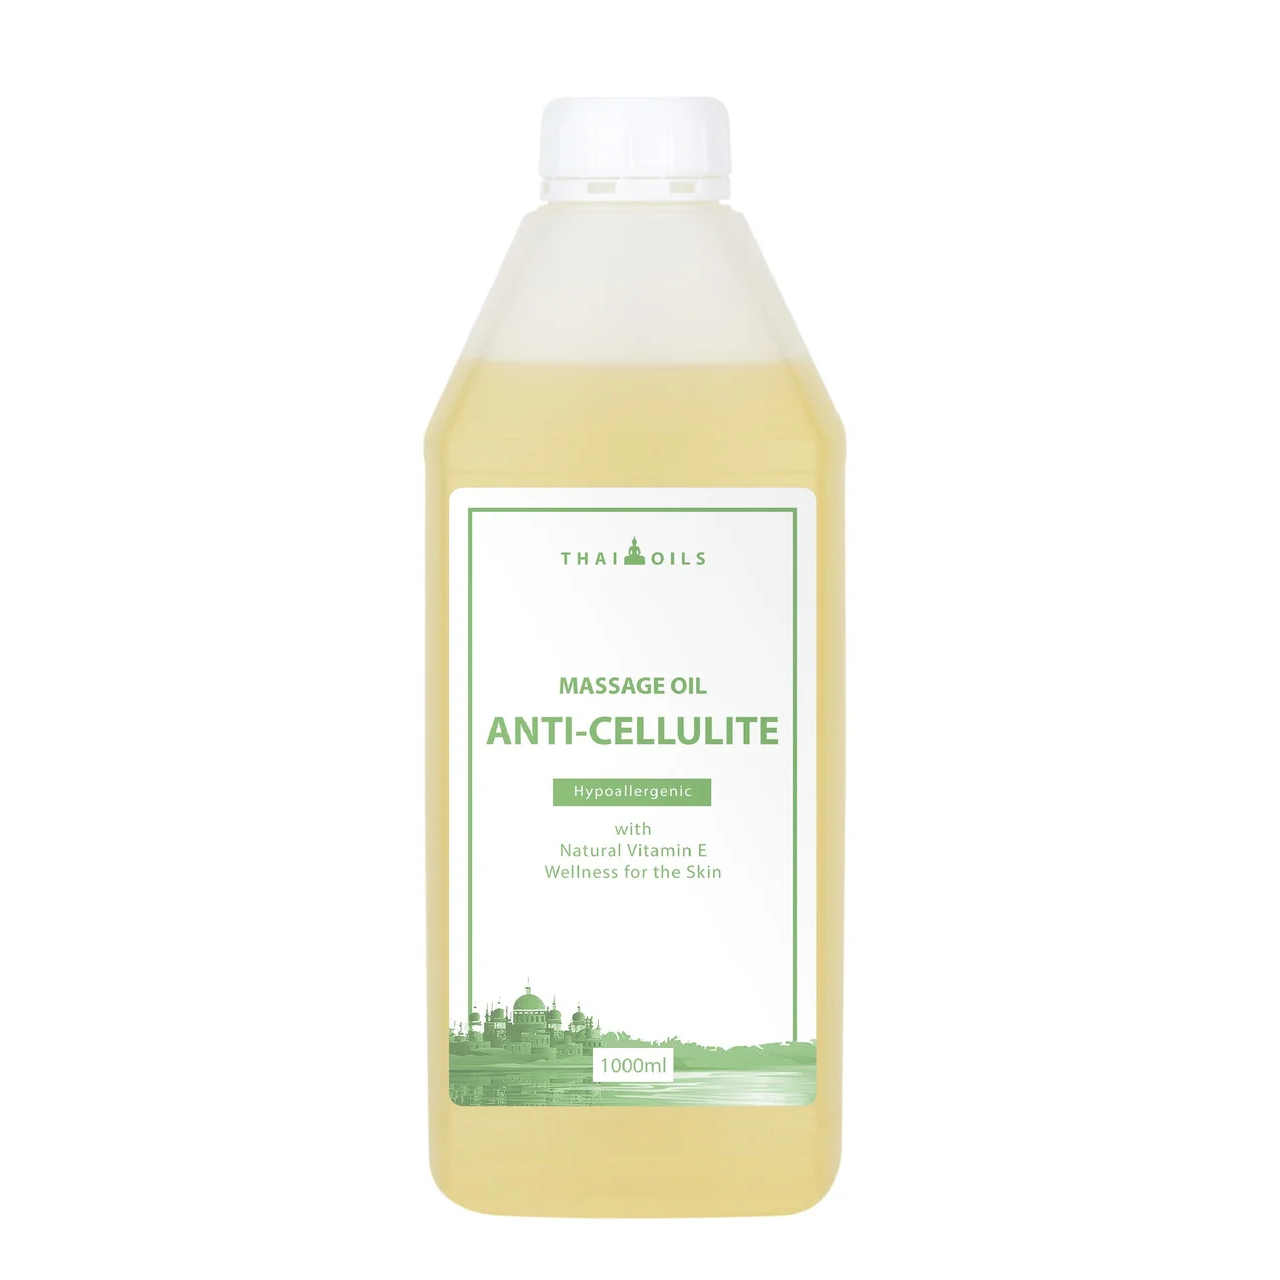 THAI OILS
MASSAGE OIL
ANTI-CELLULITE
Hypoallergenic
with
Natural Vitamin E
Wellness for the Skin
1000ml